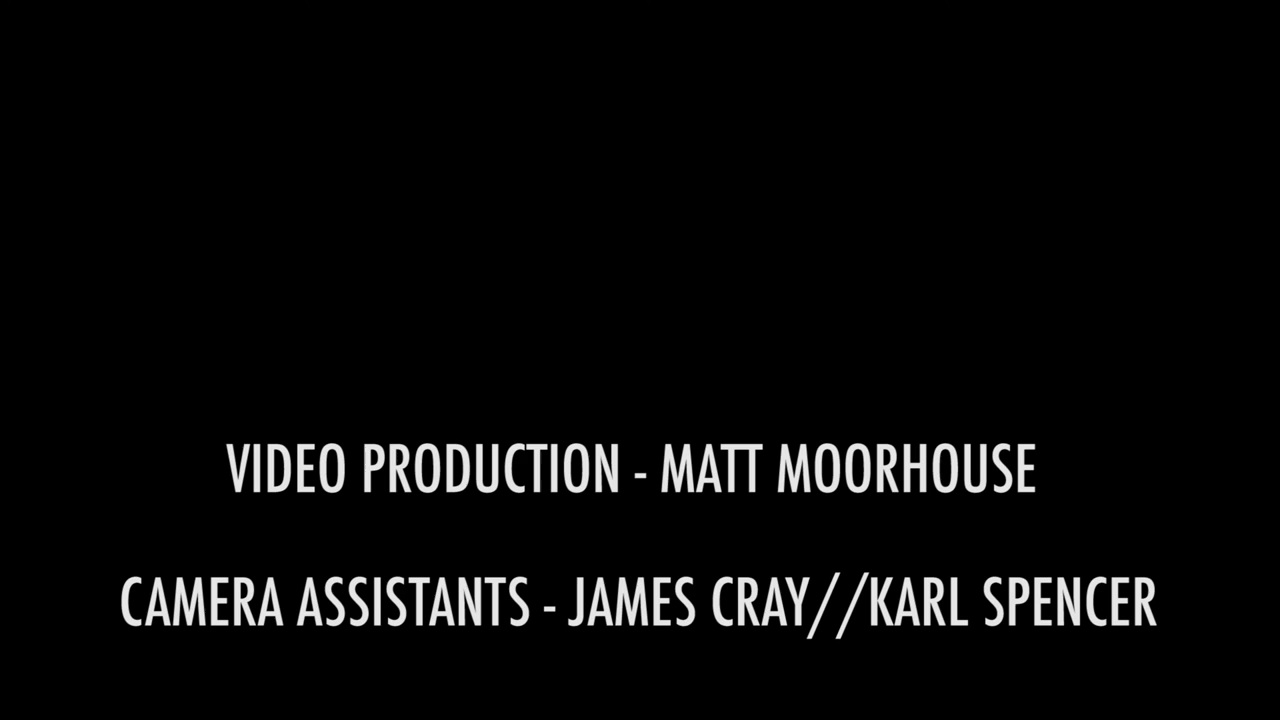 VIDEO PRODUCTION - MATT MOORHOUSE
CAMERA ASSISTANTS - JAMES CRAY//KARL SPENCER